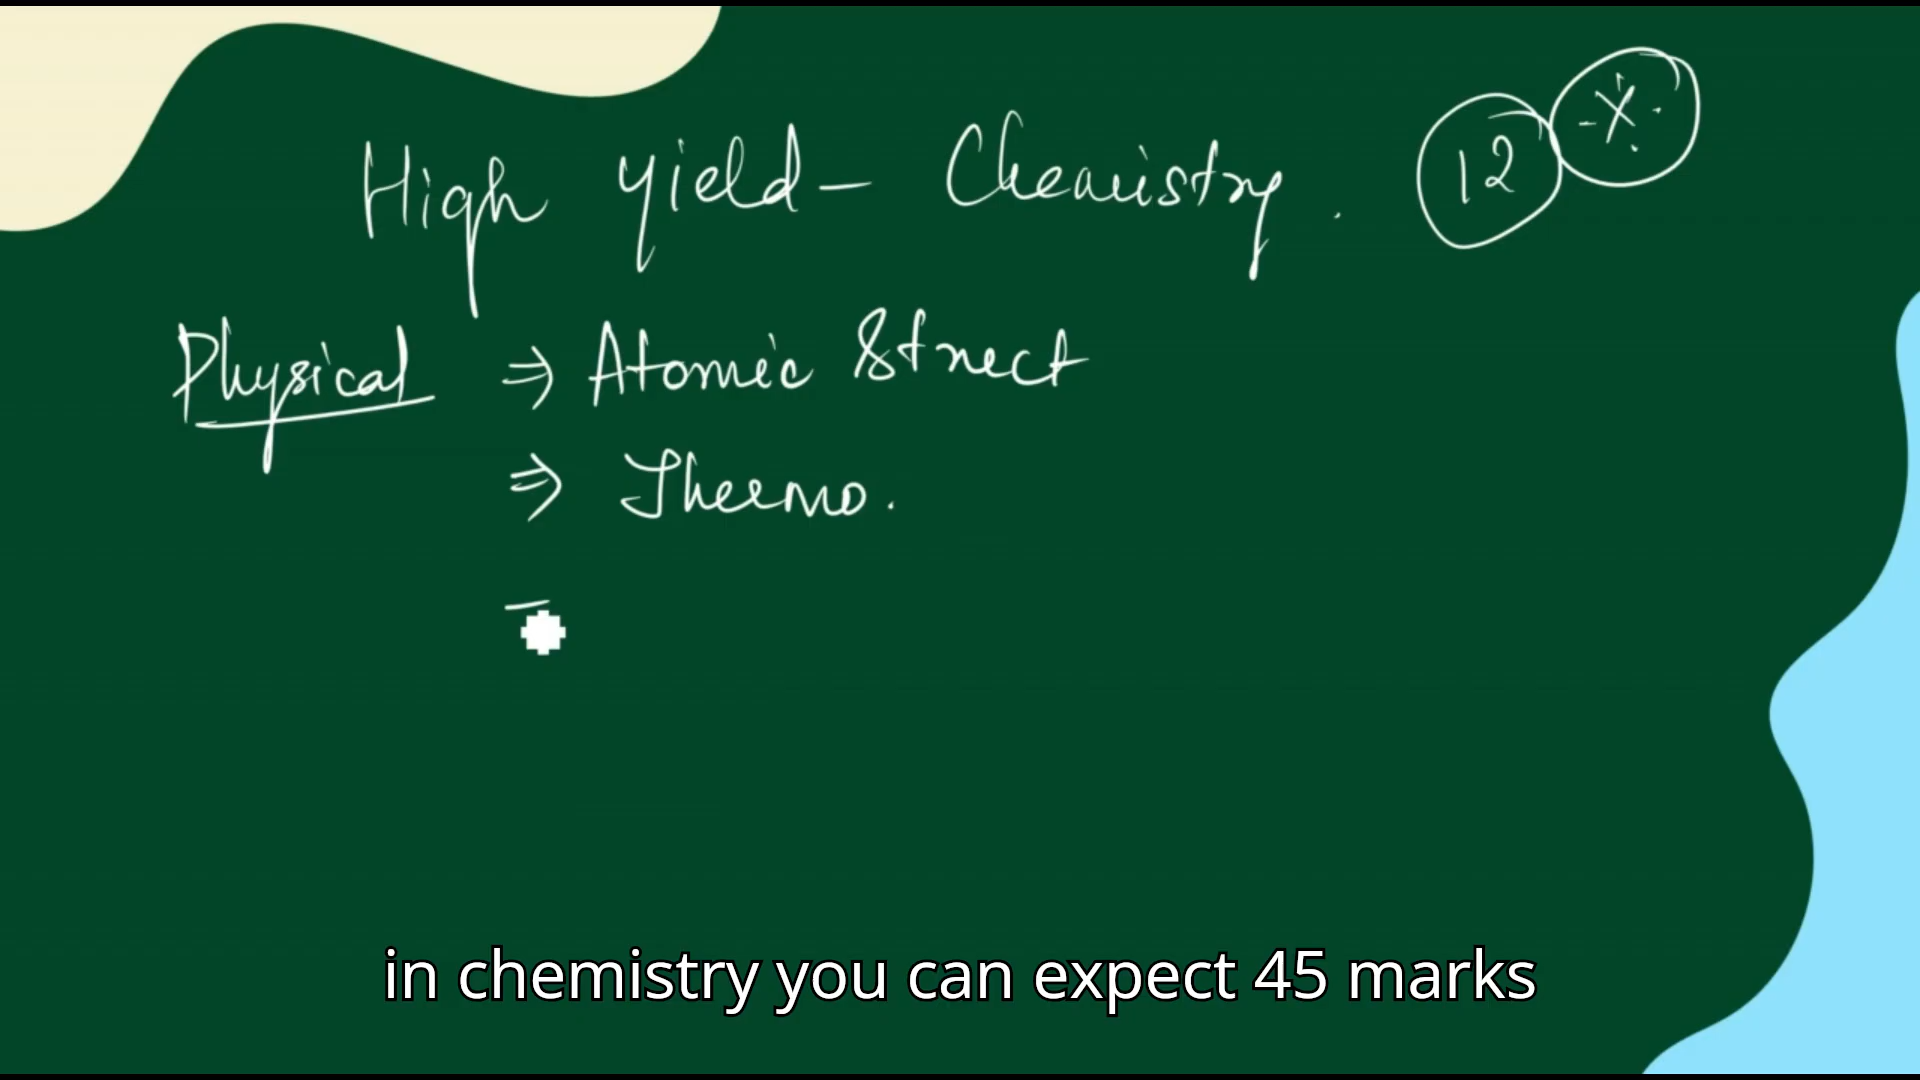 High yield - Chemistry. 12 X
Physical ⇒ Atomic Struct
⇒ Thermo.
in chemistry you can expect 45 marks